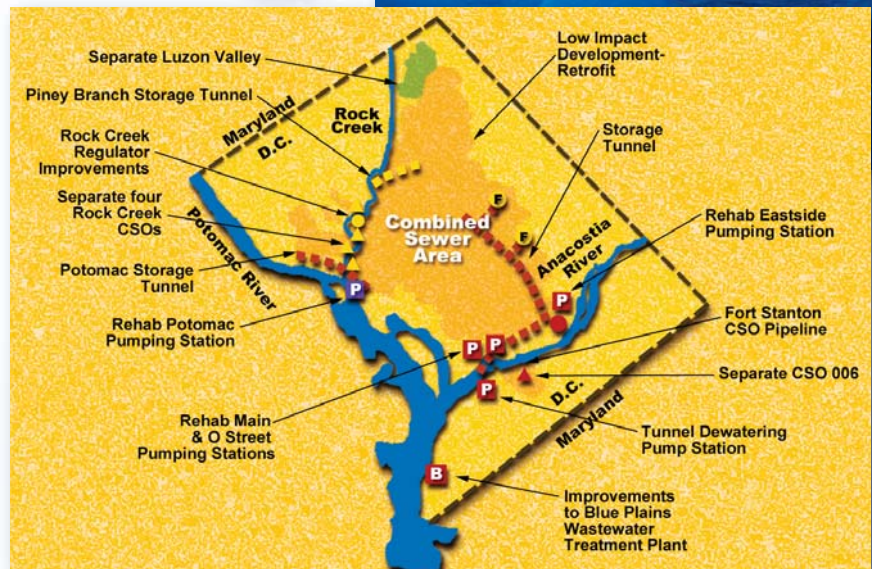 Separate Luzon Valley
Piney Branch Storage Tunnel
Rock Creek
Regulator
Improvements
Separate four
Rock Creek
CSOs
Potomac Storage
Tunnel
Rehab Potomac
Pumping Station
Rehab Main
& O Street
Pumping Stations
Maryland
D.C.
Rock
Creek
Potomac River
Combined
Sewer
Area
F
F
Anacostia
River
P
P
P
P
P
B
D.C.
Maryland
Low Impact
Development-
Retrofit
Storage
Tunnel
Rehab Eastside
Pumping Station
Fort Stanton
CSO Pipeline
Separate CSO 006
Tunnel Dewatering
Pump Station
Improvements
to Blue Plains
Wastewater
Treatment Plant